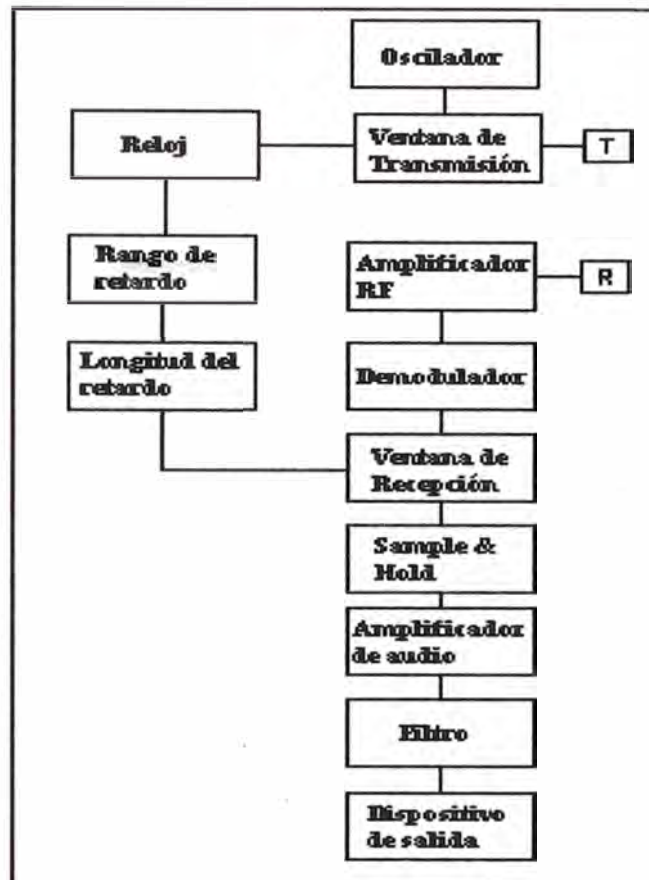 Oscilador
Reloj
Ventana de
Transmisión
T
Rango de
retardo
Amplificador
RF
R
Longitud del
retardo
Demodulador
Ventana de
Recepción
Sample &
Hold
Amplificador
de audio
Filtro
Dispositivo
de salida